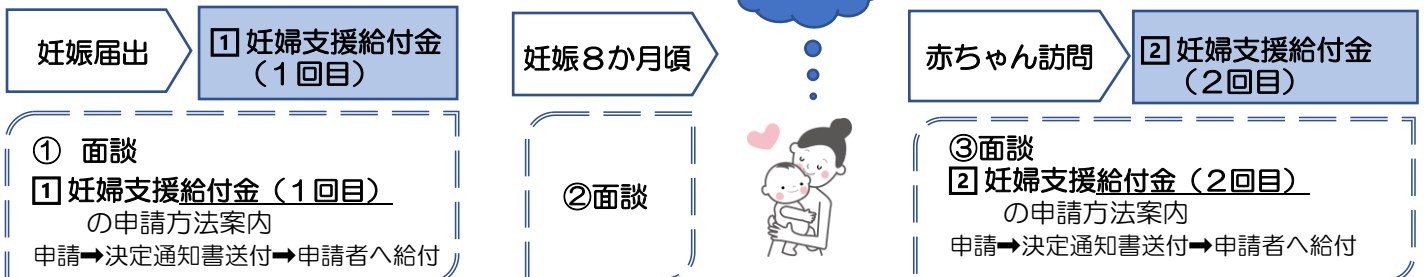 妊娠届出
1 妊婦支援給付金
（１回目）
① 面談
1 妊婦支援給付金（１回目）
の申請方法案内
申請➡決定通知書送付➡申請者へ給付
妊娠８か月頃
②面談
赤ちゃん訪問
2 妊婦支援給付金
（２回目）
③面談
2 妊婦支援給付金（２回目）
の申請方法案内
申請➡決定通知書送付➡申請者へ給付